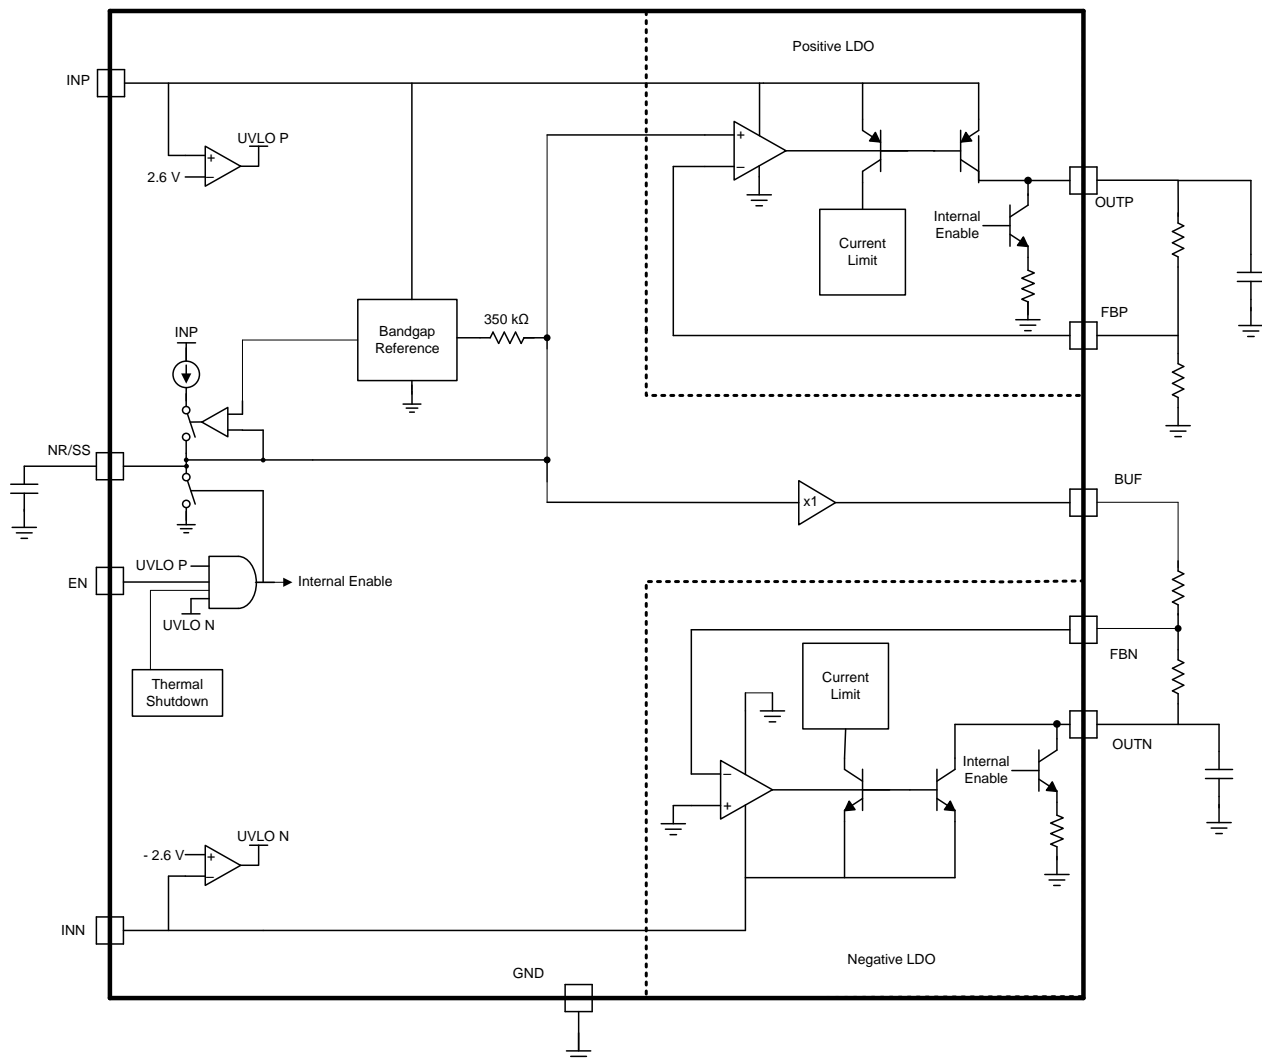 Positive LDO
INP
UVLO P
+
2.6 V
−
+
−
OUTP
Internal
Enable
Current
Limit
FBP
INP
Bandgap
Reference
350 kΩ
NR/SS
BUF
x1
UVLO P
EN
Internal Enable
UVLO N
FBN
Thermal
Shutdown
Current
Limit
OUTN
Internal
Enable
−
+
UVLO N
- 2.6 V
+
−
INN
Negative LDO
GND